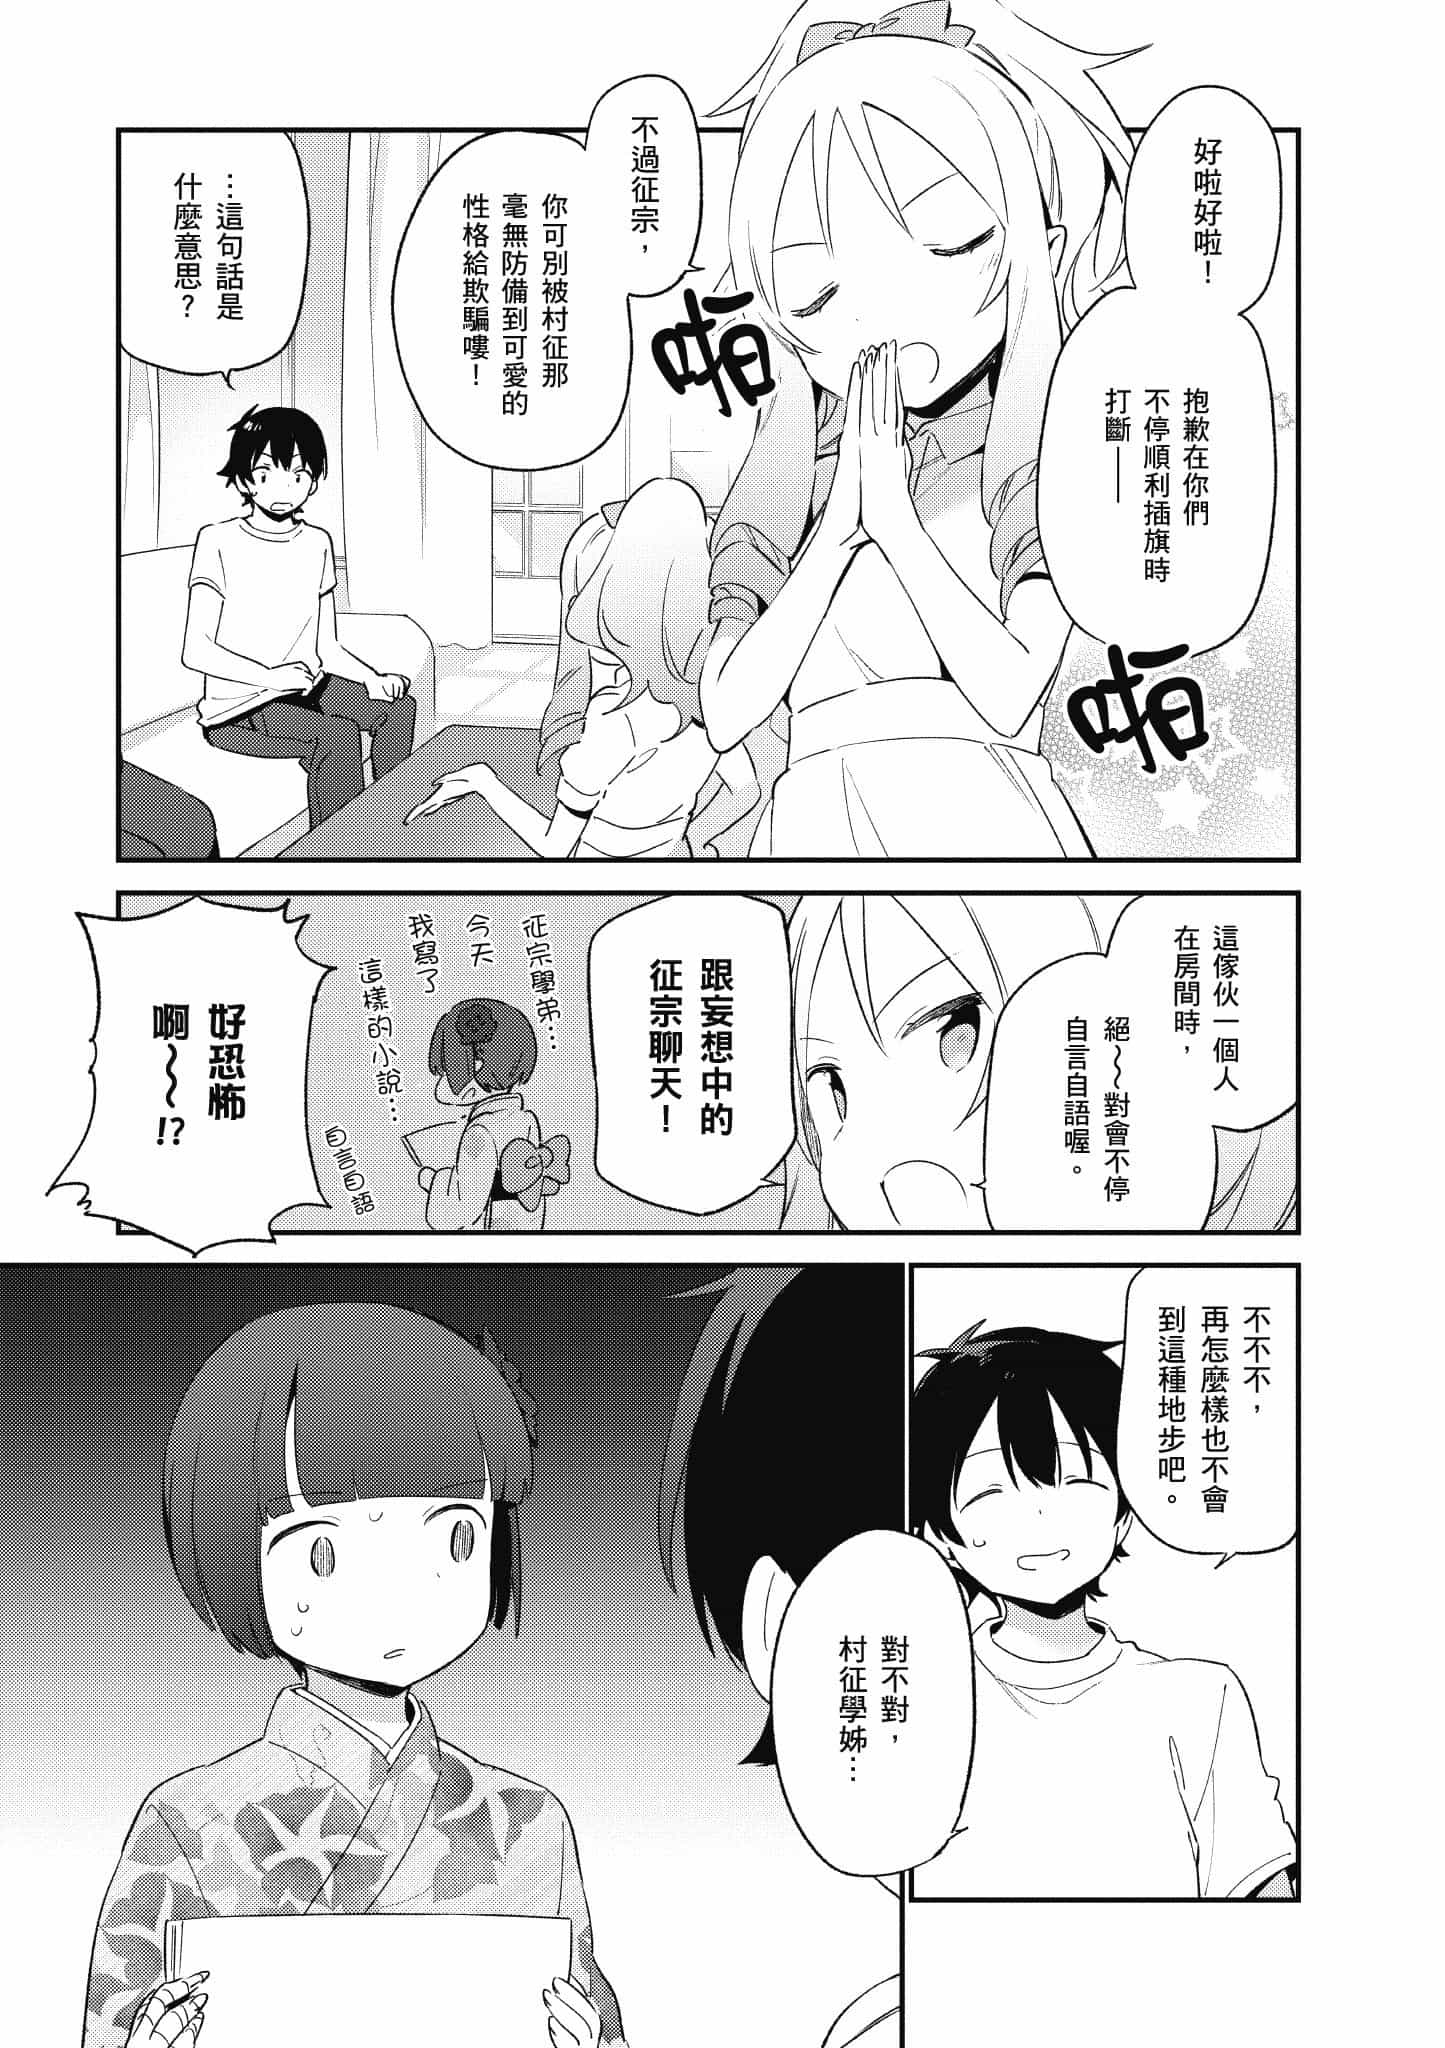 好啦好啦！
抱歉在你們
不停順利插旗時
打斷——
啪
啪
不過征宗，
你可別被村征那
毫無防備到可愛的
性格給欺騙嘍！
…這句話是
什麼意思？
這傢伙一個人
在房間時，
絕～對會不停
自言自語喔。
跟妄想中的
征宗聊天！
征宗學弟…
今天
我寫了
這樣的小說…
自言自語
好恐怖
啊～～!?
不不不，
再怎麼樣也不會
到這種地步吧。
對不對，
村征學姊…